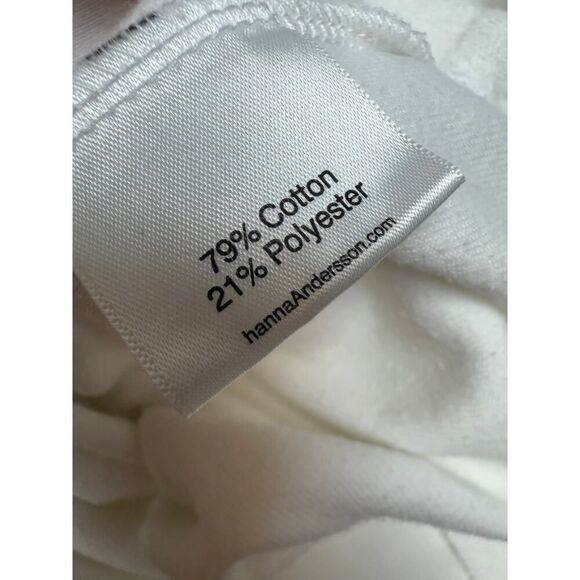 79% Cotton
21% Polyester
hannaAndersson.com